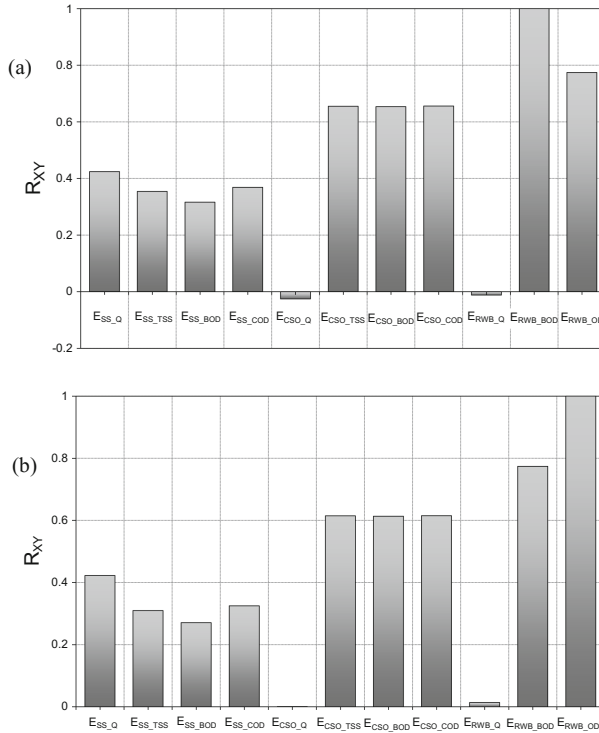 (a)
R_XY
1
0.8
0.6
0.4
0.2
0
-0.2
E_SS_Q E_SS_TSS E_SS_BOD E_SS_COD E_CSO_Q E_CSO_TSS E_CSO_BOD E_CSO_COD E_RWB_Q E_RWB_BOD E_RWB_OD
(b)
R_XY
1
0.8
0.6
0.4
0.2
0
E_SS_Q E_SS_TSS E_SS_BOD E_SS_COD E_CSO_Q E_CSO_TSS E_CSO_BOD E_CSO_COD E_RWB_Q E_RWB_BOD E_RWB_OD